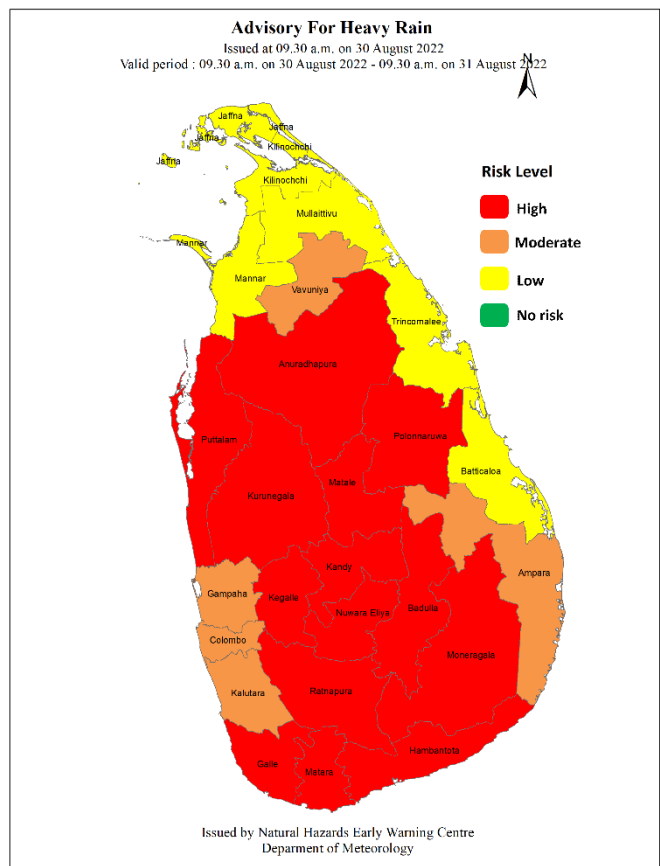 Advisory For Heavy Rain
Issued at 09.30 a.m. on 30 August 2022
Valid period : 09.30 a.m. on 30 August 2022 - 09.30 a.m. on 31 August 2022
N
Jaffna
Jaffna
Jaffna
Kilinochchi
Jaffna
Kilinochchi
Risk Level
High
Mullaittivu
Moderate
Mannar
Mannar
Low
Vavuniya
No risk
Trincomalee
Anuradhapura
Polonnaruwa
Puttalam
Batticaloa
Matale
Kurunegala
Kandy
Ampara
Gampaha
Kegalle
Nuwara Eliya
Badulla
Colombo
Moneragala
Kalutara
Ratnapura
Hambantota
Galle
Matara
Issued by Natural Hazards Early Warning Centre
Deparment of Meteorology